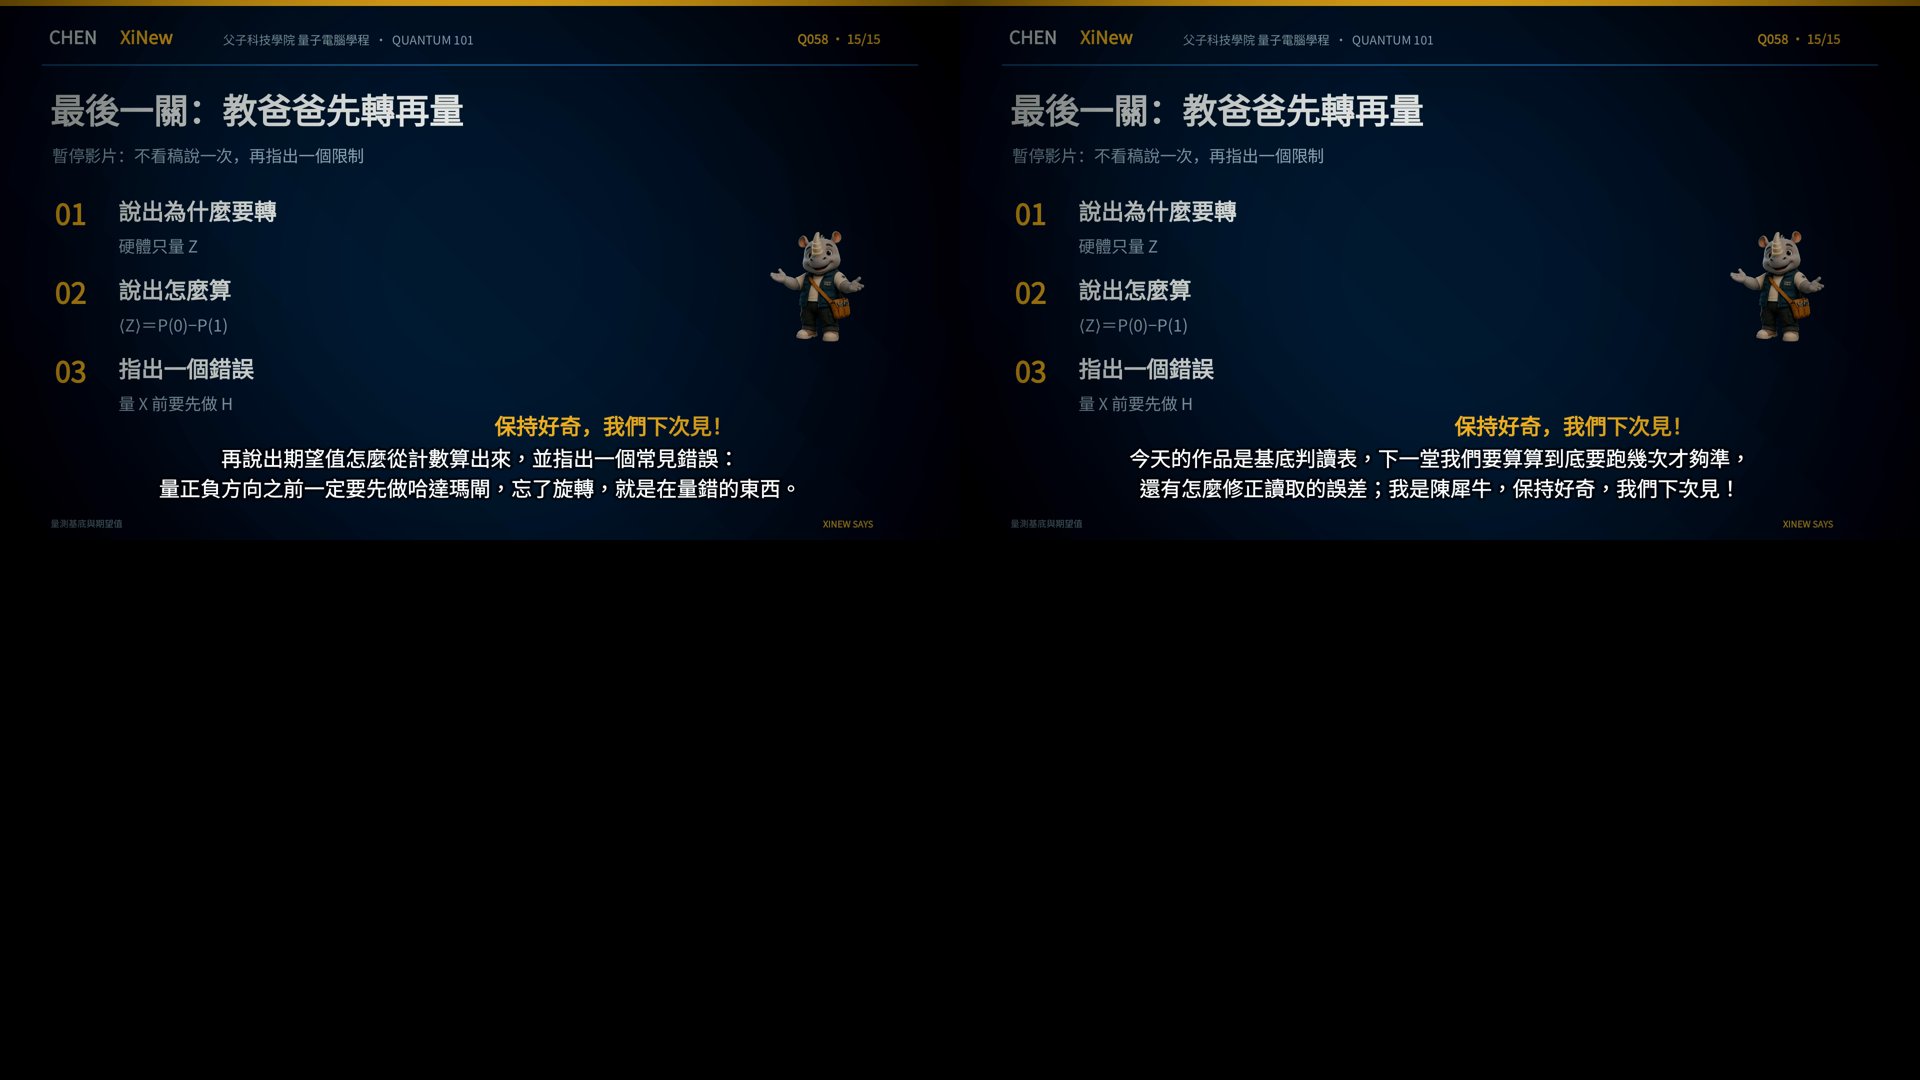 CHEN XiNew 父子科技學院 量子電腦學程 · QUANTUM 101 Q058 · 15/15
最後一關：教爸爸先轉再量
暫停影片：不看稿說一次，再指出一個限制
01 說出為什麼要轉
硬體只量 Z
02 說出怎麼算
⟨Z⟩＝P(0)−P(1)
03 指出一個錯誤
量 X 前要先做 H
保持好奇，我們下次見！
再說出期望值怎麼從計數算出來，並指出一個常見錯誤：
量正負方向之前一定要先做哈達瑪閘，忘了旋轉，就是在量錯的東西。
量測基底與期望值 XINEW SAYS
CHEN XiNew 父子科技學院 量子電腦學程 · QUANTUM 101 Q058 · 15/15
最後一關：教爸爸先轉再量
暫停影片：不看稿說一次，再指出一個限制
01 說出為什麼要轉
硬體只量 Z
02 說出怎麼算
⟨Z⟩＝P(0)−P(1)
03 指出一個錯誤
量 X 前要先做 H
保持好奇，我們下次見！
今天的作品是基底判讀表，下一堂我們要算算到底要跑幾次才夠準，
還有怎麼修正讀取的誤差；我是陳犀牛，保持好奇，我們下次見！
量測基底與期望值 XINEW SAYS